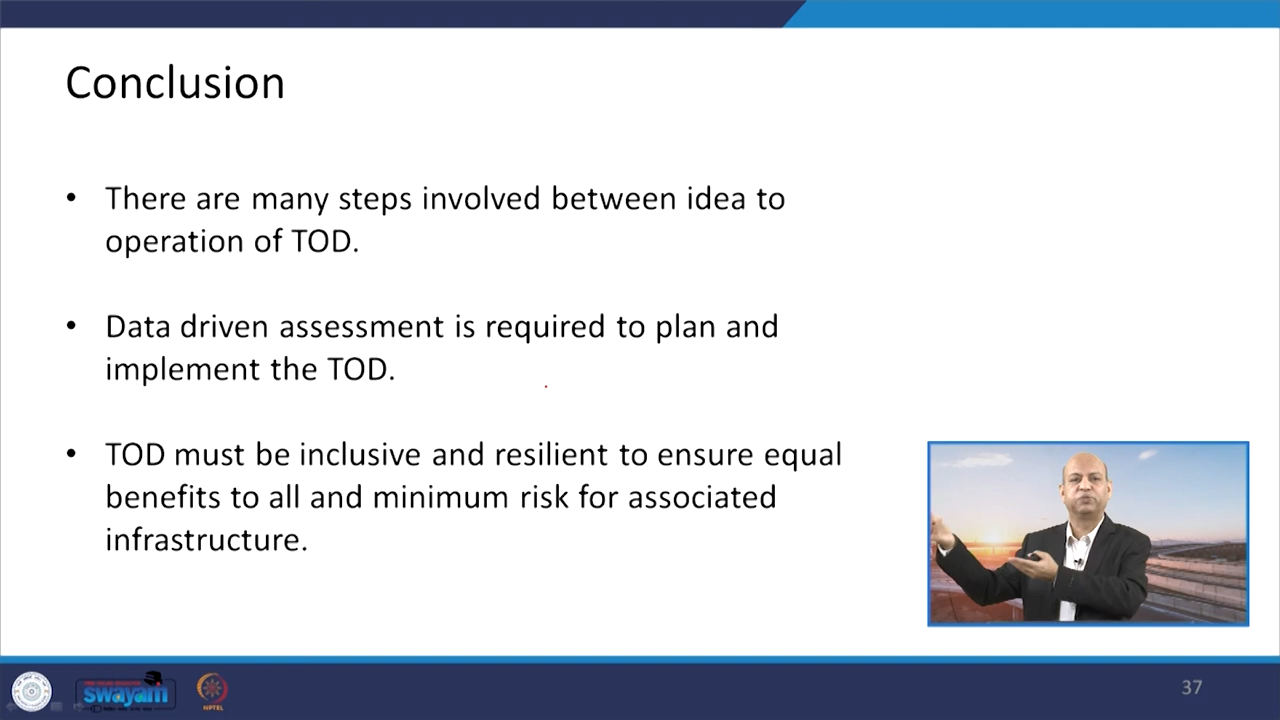 Conclusion
• There are many steps involved between idea to
operation of TOD.
• Data driven assessment is required to plan and
implement the TOD.
• TOD must be inclusive and resilient to ensure equal
benefits to all and minimum risk for associated
infrastructure.
swayam
NPTEL
37